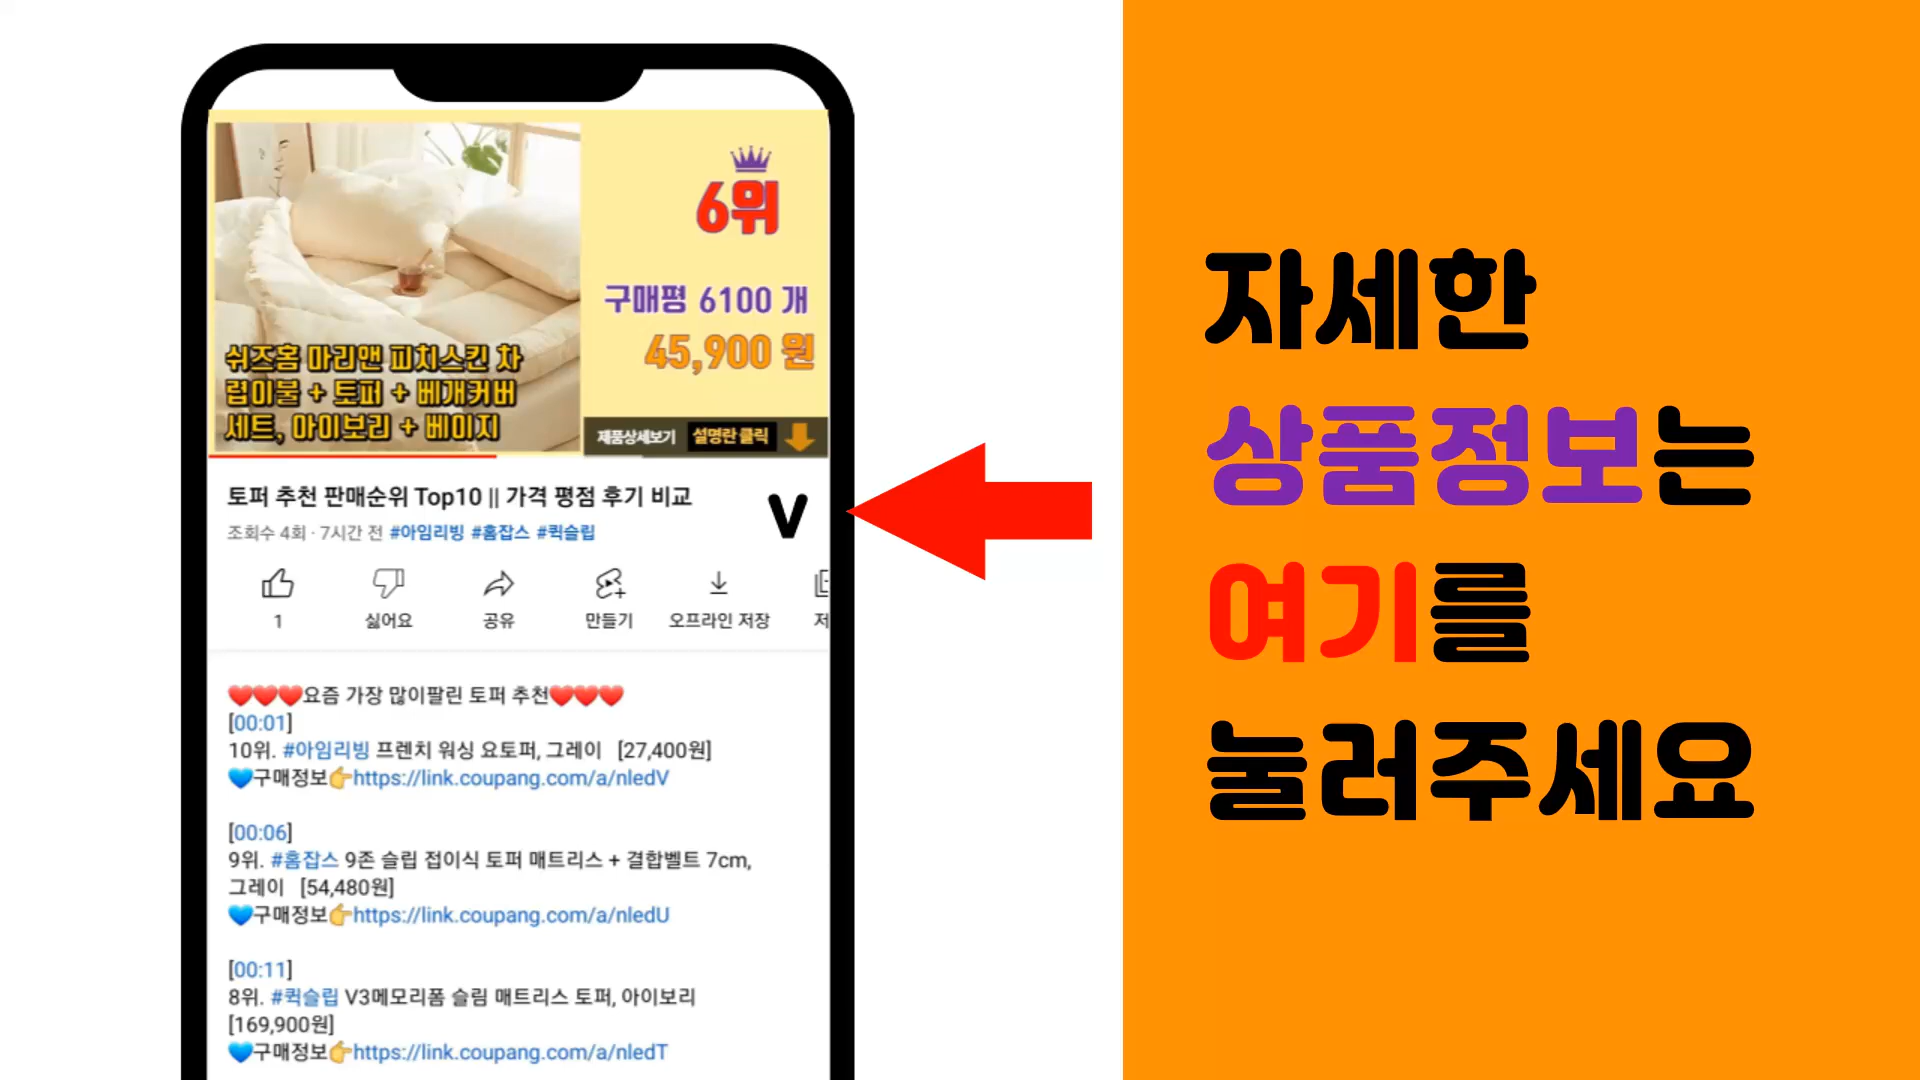 6위
구매평 6100 개
45,900 원
쉬즈홈 마리앤 피치스킨 차
렵이불 + 토퍼 + 베개커버
세트, 아이보리 + 베이지
제품상세보기 설명란 클릭
토퍼 추천 판매순위 Top10 || 가격 평점 후기 비교
V
조회수 4회 · 7시간 전 #아임리빙 #홈잡스 #퀵슬립
1 싫어요 공유 만들기 오프라인 저장 저
❤️❤️❤️요즘 가장 많이팔린 토퍼 추천❤️❤️❤️
[00:01]
10위. #아임리빙 프렌치 워싱 요토퍼, 그레이 [27,400원]
💙구매정보👉https://link.coupang.com/a/nledV
[00:06]
9위. #홈잡스 9존 슬립 접이식 토퍼 매트리스 + 결합벨트 7cm,
그레이 [54,480원]
💙구매정보👉https://link.coupang.com/a/nledU
[00:11]
8위. #퀵슬립 V3메모리폼 슬림 매트리스 토퍼, 아이보리
[169,900원]
💙구매정보👉https://link.coupang.com/a/nledT
자세한
상품정보는
여기를
눌러주세요